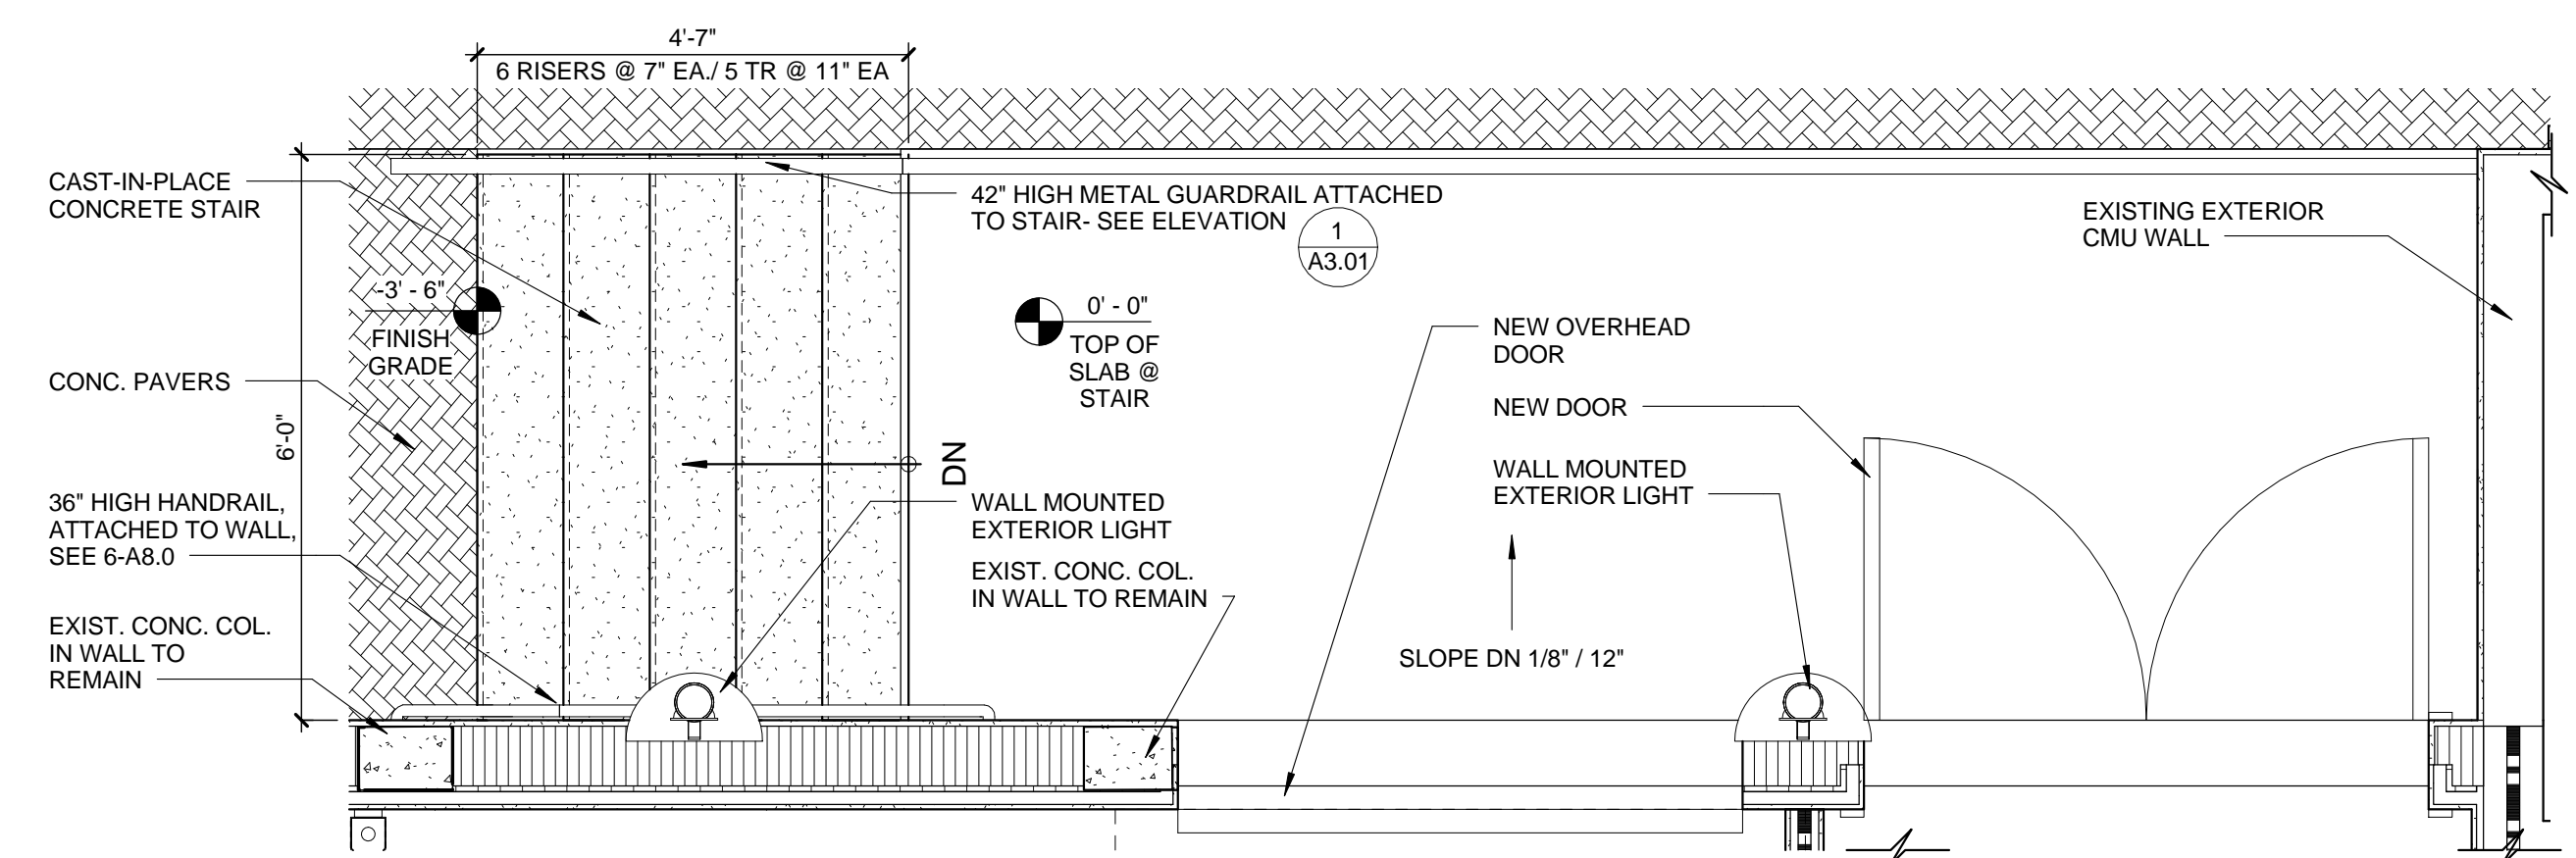 4'-7"
6 RISERS @ 7" EA./ 5 TR @ 11" EA
CAST-IN-PLACE
CONCRETE STAIR
42" HIGH METAL GUARDRAIL ATTACHED
TO STAIR- SEE ELEVATION
1
A3.01
EXISTING EXTERIOR
CMU WALL
-3' - 6"
FINISH
GRADE
0' - 0"
TOP OF
SLAB @
STAIR
CONC. PAVERS
6'-0"
NEW OVERHEAD
DOOR
NEW DOOR
DN
36" HIGH HANDRAIL,
ATTACHED TO WALL,
SEE 6-A8.0
WALL MOUNTED
EXTERIOR LIGHT
WALL MOUNTED
EXTERIOR LIGHT
EXIST. CONC. COL.
IN WALL TO REMAIN
EXIST. CONC. COL.
IN WALL TO
REMAIN
SLOPE DN 1/8" / 12"